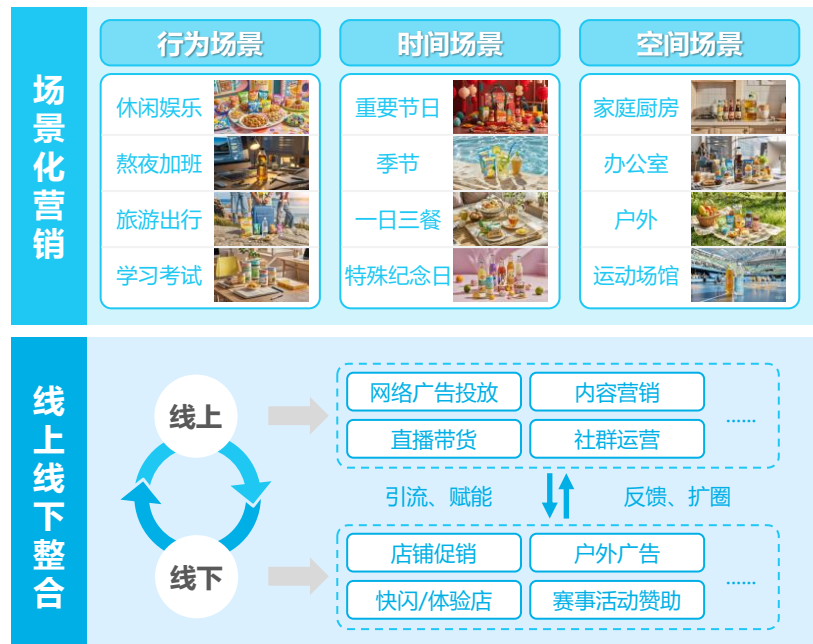 场景化营销
行为场景
休闲娱乐
熬夜加班
旅游出行
学习考试
时间场景
重要节日
季节
一日三餐
特殊纪念日
空间场景
家庭厨房
办公室
户外
运动场馆
线上线下整合
线上
线下
网络广告投放
内容营销
直播带货
社群运营
……
引流、赋能
反馈、扩圈
店铺促销
户外广告
快闪/体验店
赛事活动赞助
……